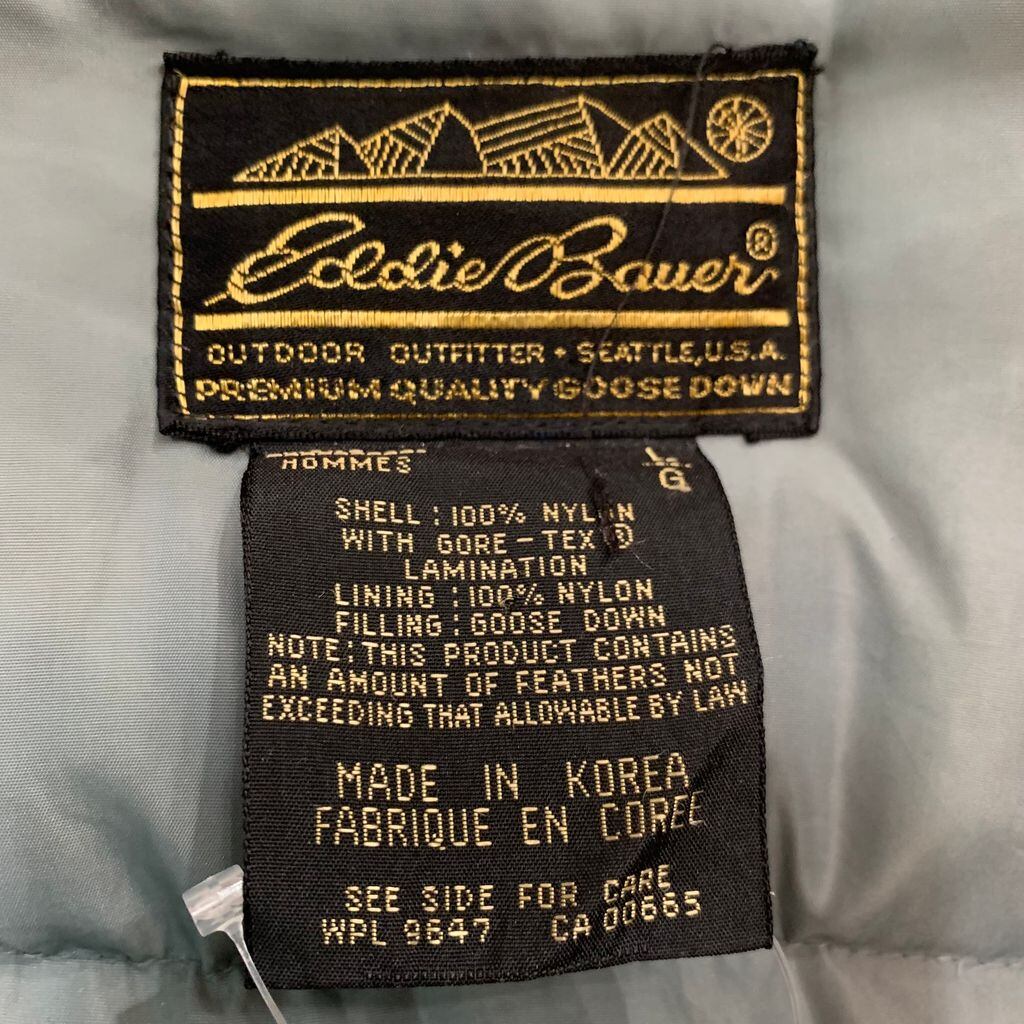 Eddie Bauer®
OUTDOOR OUTFITTER • SEATTLE, U.S.A.
PREMIUM QUALITY GOOSE DOWN
HOMMES G
SHELL : 100% NYLON
WITH GORE-TEX®
LAMINATION
LINING : 100% NYLON
FILLING : GOOSE DOWN
NOTE : THIS PRODUCT CONTAINS
AN AMOUNT OF FEATHERS NOT
EXCEEDING THAT ALLOWABLE BY LAW
MADE IN KOREA
FABRIQUE EN COREE
SEE SIDE FOR CARE
WPL 9647 CA 00665